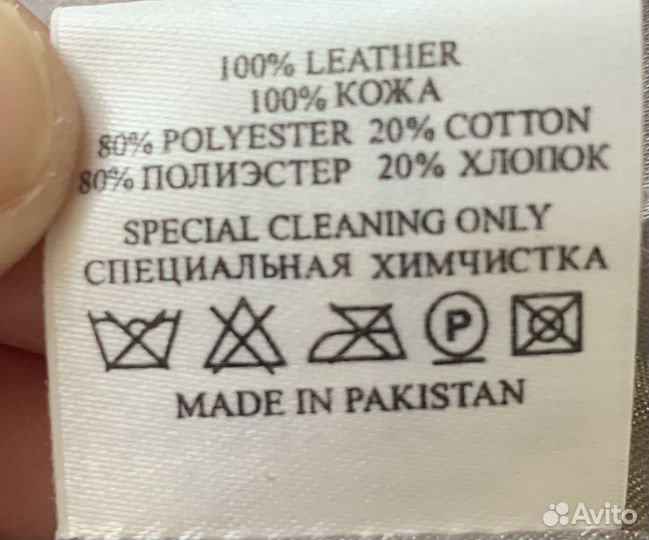 100% LEATHER
100% КОЖА
80% POLYESTER 20% COTTON
80% ПОЛИЭСТЕР 20% ХЛОПОК
SPECIAL CLEANING ONLY
СПЕЦИАЛЬНАЯ ХИМЧИСТКА
P
MADE IN PAKISTAN
Avito